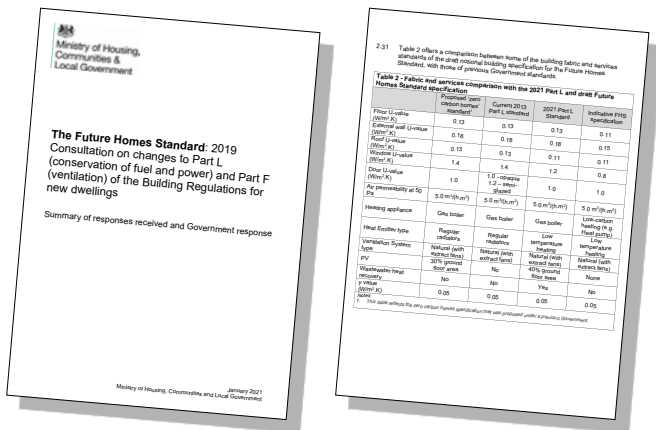 Ministry of Housing,
Communities &
Local Government
The Future Homes Standard: 2019
Consultation on changes to Part L
(conservation of fuel and power) and Part F
(ventilation) of the Building Regulations for
new dwellings
Summary of responses received and Government response
January 2021
Ministry of Housing, Communities and Local Government
2.31 Table 2 offers a comparison between some of the building fabric and services
standards of the draft notional building specification for the Future Homes
Standard, with those of previous Government standards.
Table 2 - Fabric and services comparison with the 2021 Part L and draft Future
Homes Standard specification
Proposed 'zero carbon homes' standard¹ Current 2013 Part L standard 2021 Part L Standard Indicative FHS specification
Floor U-value (W/m².K) 0.13 0.13 0.13 0.11
External wall U-value (W/m².K) 0.18 0.18 0.18 0.15
Roof U-value (W/m².K) 0.13 0.13 0.11 0.11
Window U-value (W/m².K) 1.4 1.4 1.2 0.8
Door U-value (W/m².K) 1.0 1.0 - opaque 1.2 – semi-glazed 1.0 1.0
Air permeability at 50 Pa 5.0 m³/(h.m²) 5.0 m³/(h.m²) 5.0 m³/(h.m²) 5.0 m³/(h.m²)
Heating appliance Gas boiler Gas boiler Gas boiler Low-carbon heating (e.g. Heat pump)
Heat Emitter type Regular radiators Regular radiators Low temperature heating Low temperature heating
Ventilation System type Natural (with extract fans) Natural (with extract fans) Natural (with extract fans) Natural (with extract fans)
PV 30% ground floor area No 40% ground floor area None
Wastewater heat recovery No No Yes No
y value (W/m².K) 0.05 0.05 0.05 0.05
Notes:
1. This table reflects the zero carbon homes specification that was proposed under a previous Government